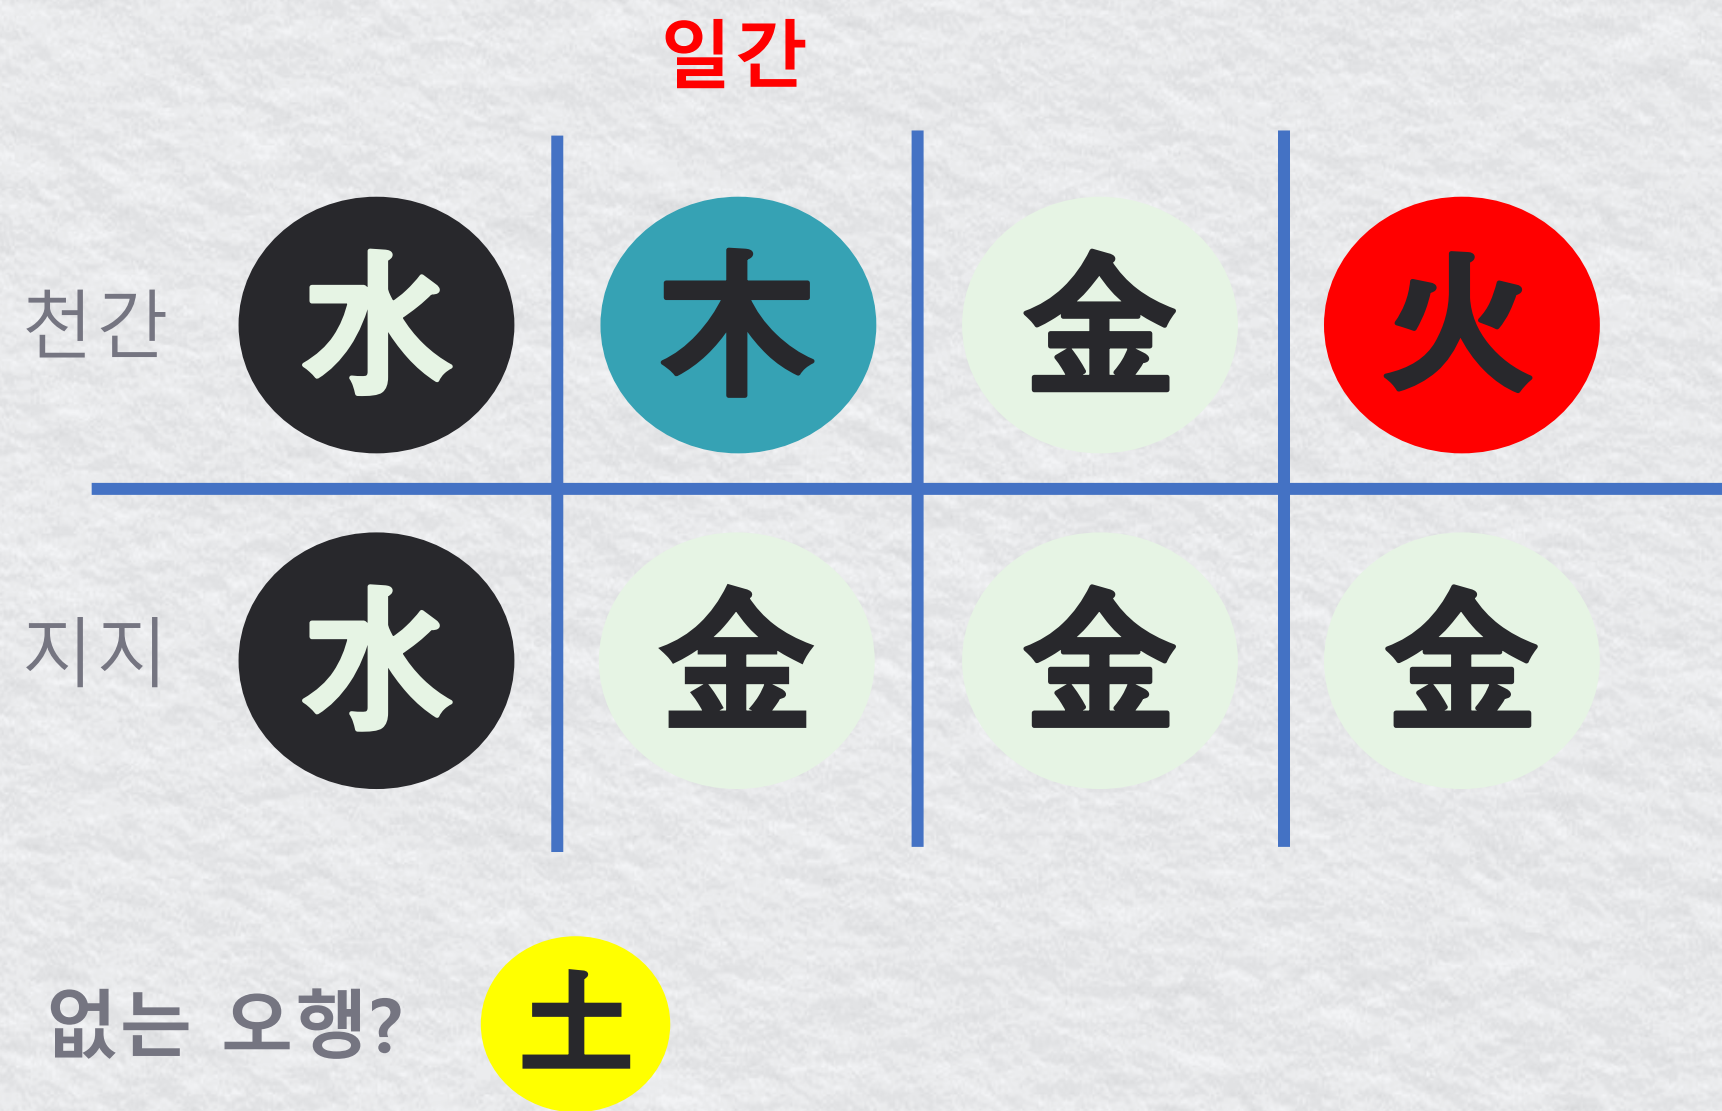 일간
천간 水 木 金 火
지지 水 金 金 金
없는 오행? 土